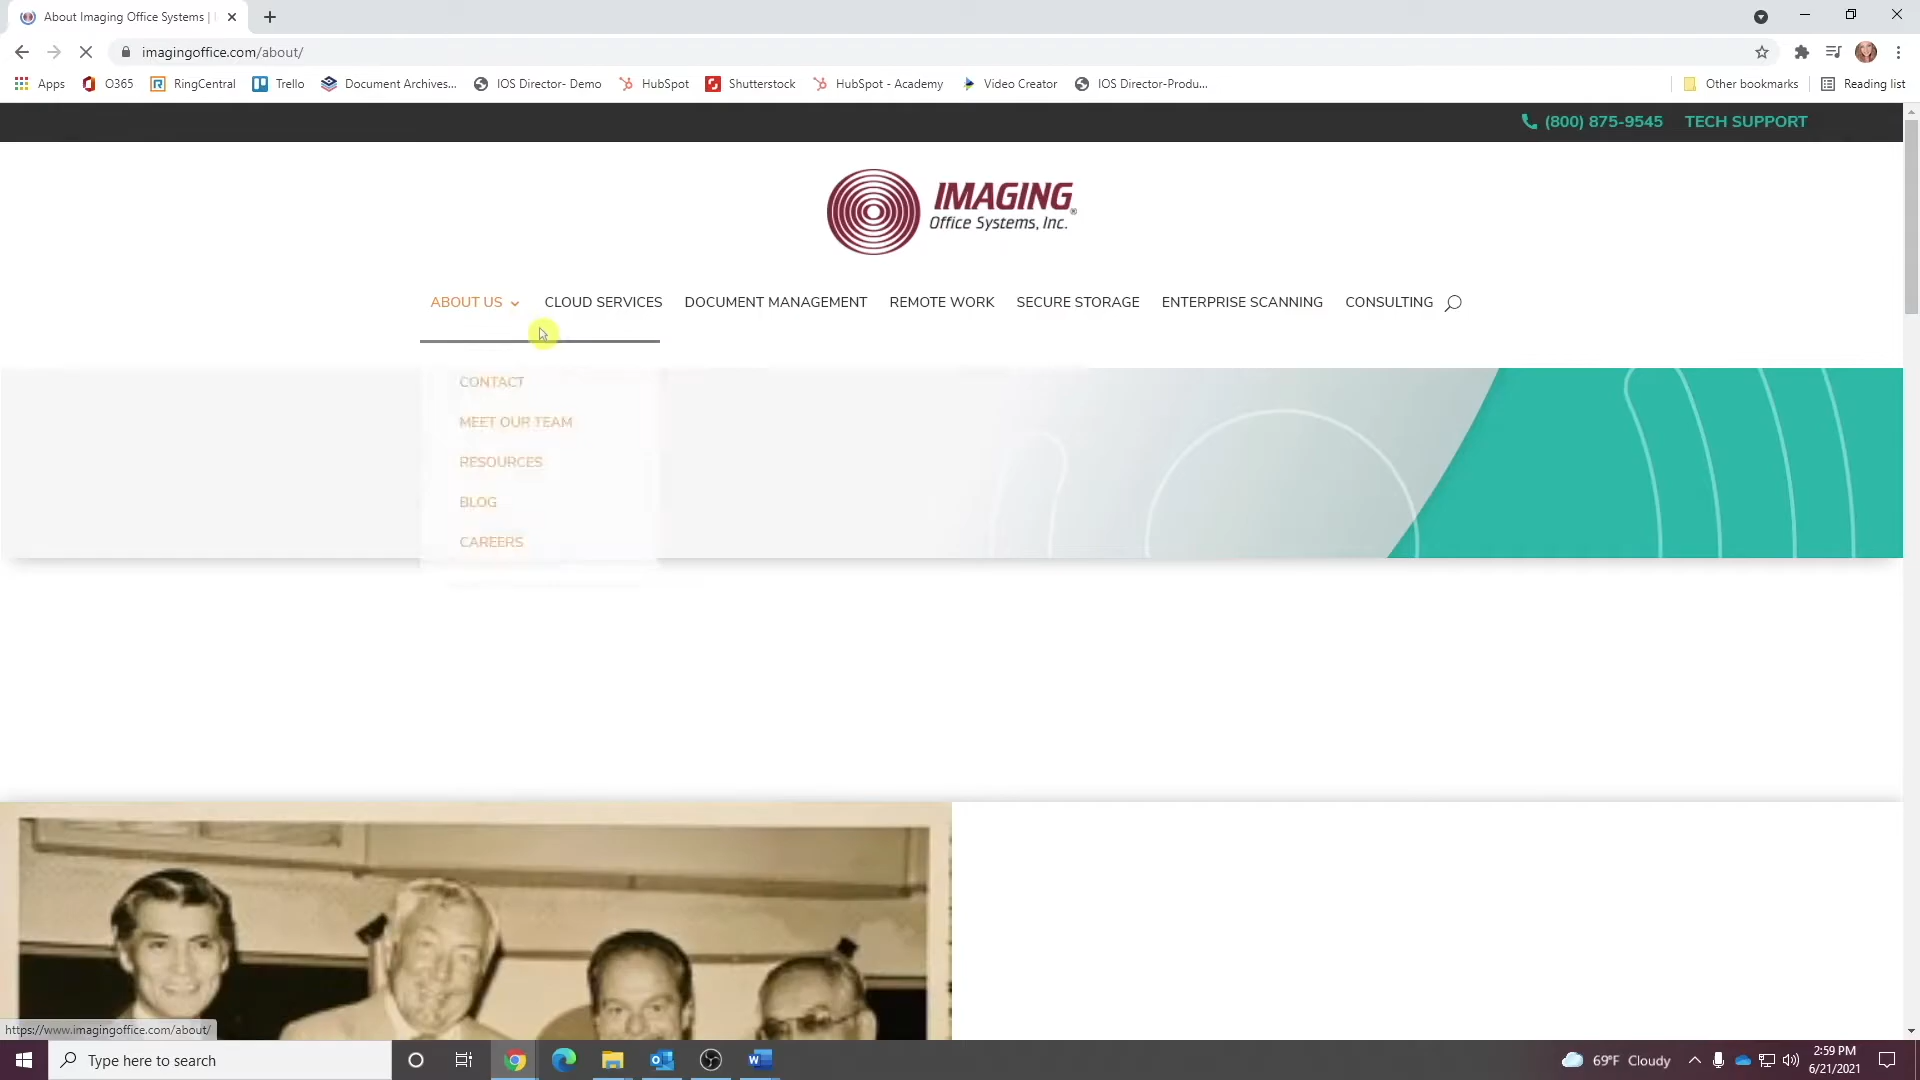 About Imaging Office Systems |
imagingoffice.com/about/
Apps O365 RingCentral Trello Document Archives... IOS Director- Demo HubSpot Shutterstock HubSpot - Academy Video Creator IOS Director-Produ... Other bookmarks Reading list
(800) 875-9545 TECH SUPPORT
IMAGING®
Office Systems, Inc.
ABOUT US CLOUD SERVICES DOCUMENT MANAGEMENT REMOTE WORK SECURE STORAGE ENTERPRISE SCANNING CONSULTING
CONTACT
MEET OUR TEAM
RESOURCES
BLOG
CAREERS
https://www.imagingoffice.com/about/
Type here to search
69°F Cloudy
2:59 PM
6/21/2021